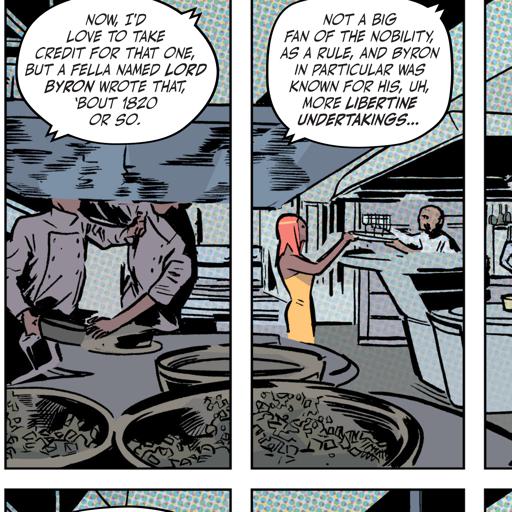 NOW, I'D
LOVE TO TAKE
CREDIT FOR THAT ONE,
BUT A FELLA NAMED LORD
BYRON WROTE THAT,
'BOUT 1820
OR SO.
NOT A BIG
FAN OF THE NOBILITY,
AS A RULE, AND BYRON
IN PARTICULAR WAS
KNOWN FOR HIS, UH,
MORE LIBERTINE
UNDERTAKINGS...